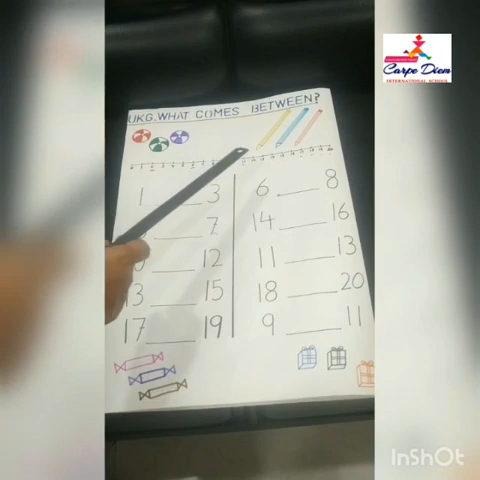 Carpe Diem
INTERNATIONAL SCHOOL
UKG, WHAT COMES BETWEEN?
1 ___ 3
6 ___ 8
___ 7
14 ___ 16
___ 12
11 ___ 13
13 ___ 15
18 ___ 20
17 ___ 19
9 ___ 11
InShOt